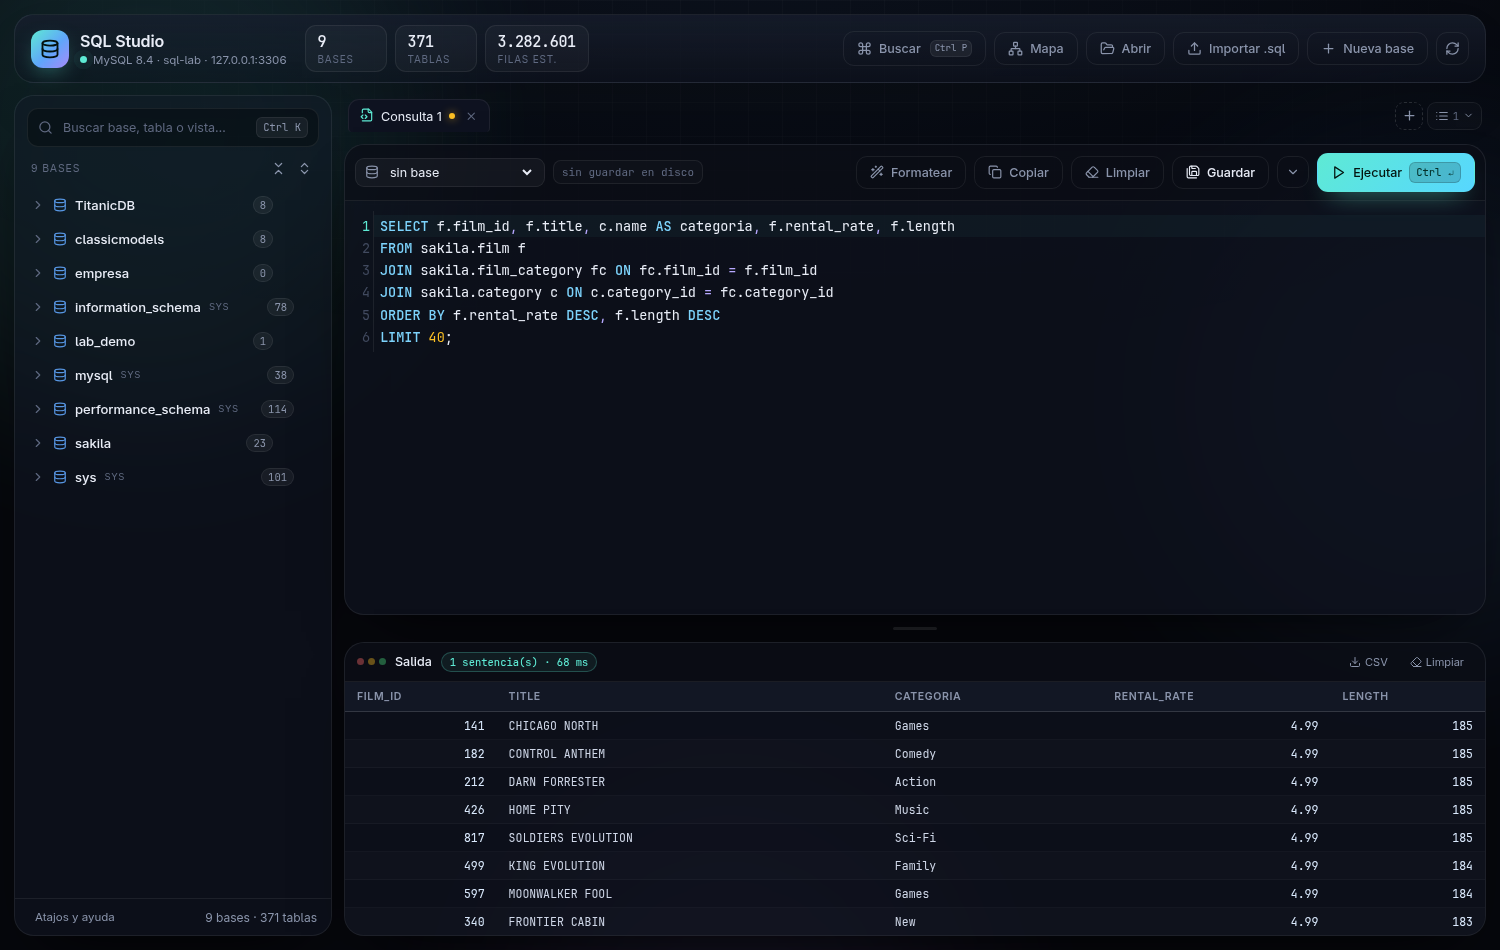 SQL Studio
MySQL 8.4 · sql-lab · 127.0.0.1:3306
9
BASES
371
TABLAS
3.282.601
FILAS EST.
Buscar Ctrl P
Mapa
Abrir
Importar .sql
Nueva base
Buscar base, tabla o vista... Ctrl K
9 BASES
TitanicDB 8
classicmodels 8
empresa 0
information_schema SYS 78
lab_demo 1
mysql SYS 38
performance_schema SYS 114
sakila 23
sys SYS 101
Atajos y ayuda
9 bases · 371 tablas
Consulta 1
1
sin base
sin guardar en disco
Formatear
Copiar
Limpiar
Guardar
Ejecutar Ctrl ↵
1 SELECT f.film_id, f.title, c.name AS categoria, f.rental_rate, f.length
2 FROM sakila.film f
3 JOIN sakila.film_category fc ON fc.film_id = f.film_id
4 JOIN sakila.category c ON c.category_id = fc.category_id
5 ORDER BY f.rental_rate DESC, f.length DESC
6 LIMIT 40;
Salida 1 sentencia(s) · 68 ms
CSV
Limpiar
FILM_ID TITLE CATEGORIA RENTAL_RATE LENGTH
141 CHICAGO NORTH Games 4.99 185
182 CONTROL ANTHEM Comedy 4.99 185
212 DARN FORRESTER Action 4.99 185
426 HOME PITY Music 4.99 185
817 SOLDIERS EVOLUTION Sci-Fi 4.99 185
499 KING EVOLUTION Family 4.99 184
597 MOONWALKER FOOL Games 4.99 184
340 FRONTIER CABIN New 4.99 183